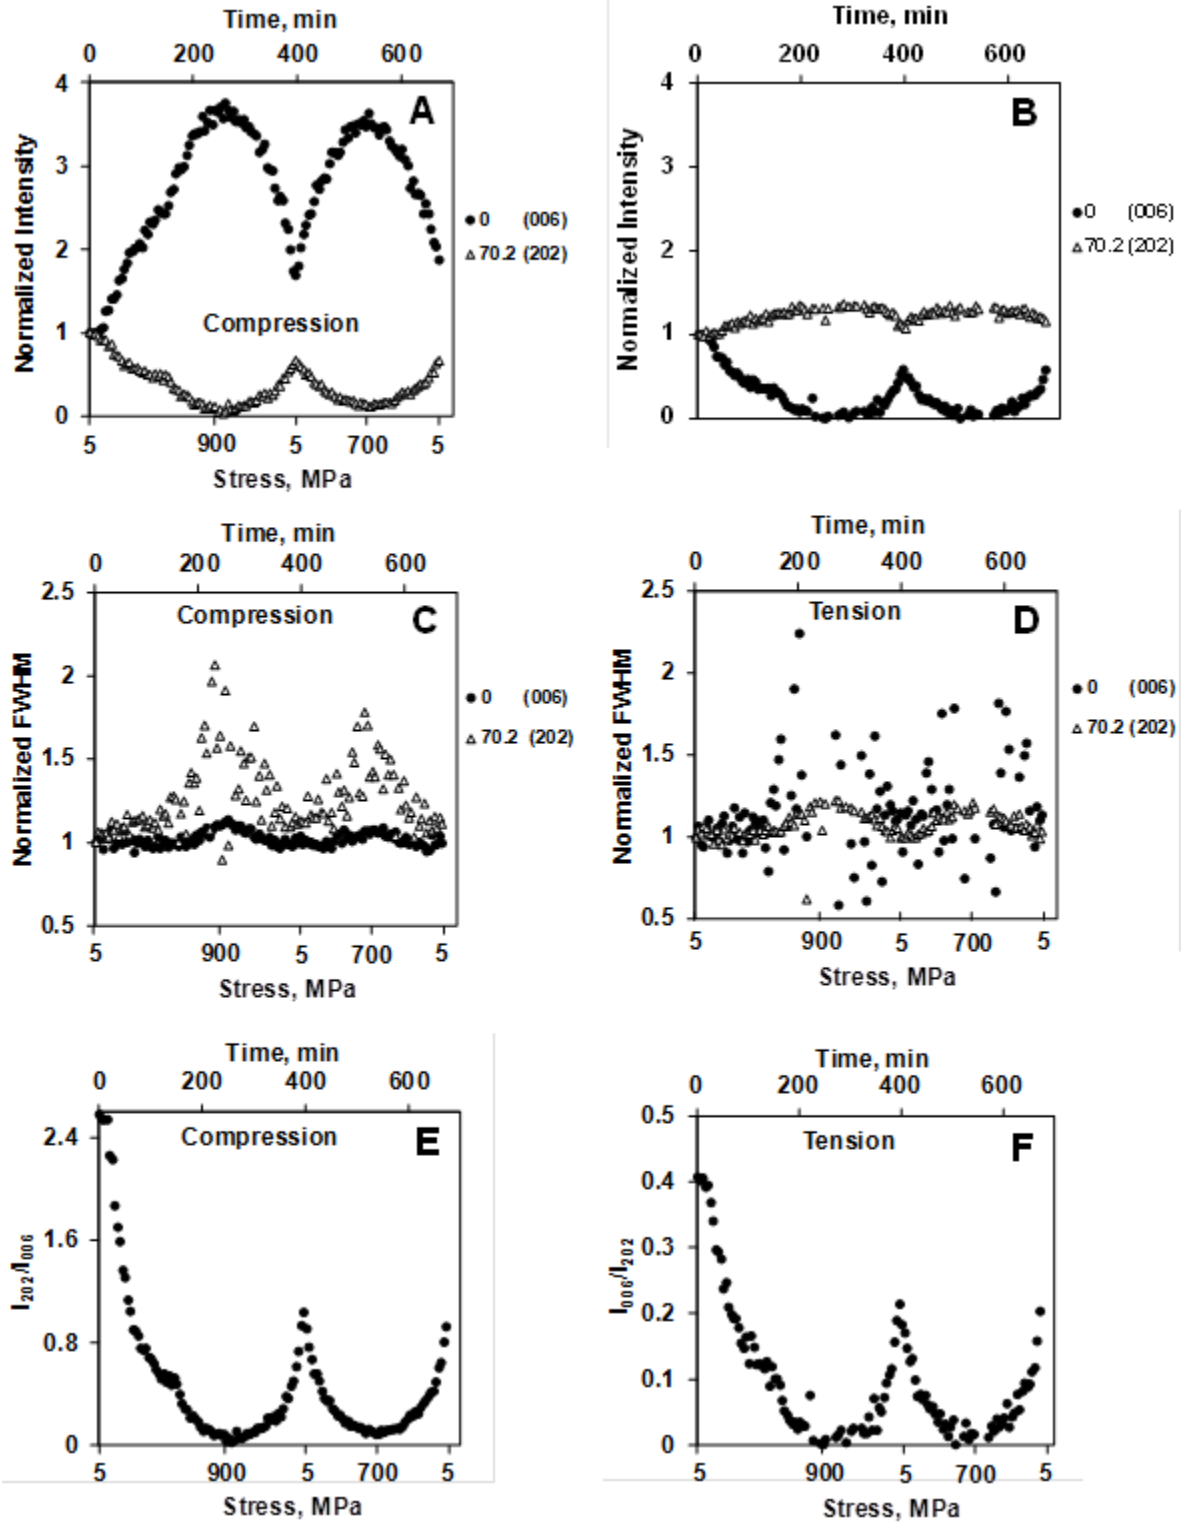 Time, min
0 200 400 600
4
3
2
1
0
Normalized Intensity
A
Compression
● 0 (006)
△ 70.2 (202)
5 900 5 700 5
Stress, MPa
Time, min
0 200 400 600
4
3
2
1
0
Normalized Intensity
B
● 0 (006)
△ 70.2 (202)
Time, min
0 200 400 600
2.5
2
1.5
1
0.5
Normalized FWHM
Compression
C
● 0 (006)
△ 70.2 (202)
5 900 5 700 5
Stress, MPa
Time, min
0 200 400 600
2.5
2
1.5
1
0.5
Normalized FWHM
Tension
D
● 0 (006)
△ 70.2 (202)
5 900 5 700 5
Stress, MPa
Time, min
0 200 400 600
2.4
1.6
0.8
0
I₂₀₂/I₀₀₆
Compression
E
5 900 5 700 5
Stress, MPa
Time, min
0 200 400 600
0.5
0.4
0.3
0.2
0.1
0
I₀₀₆/I₂₀₂
Tension
F
5 900 5 700 5
Stress, MPa